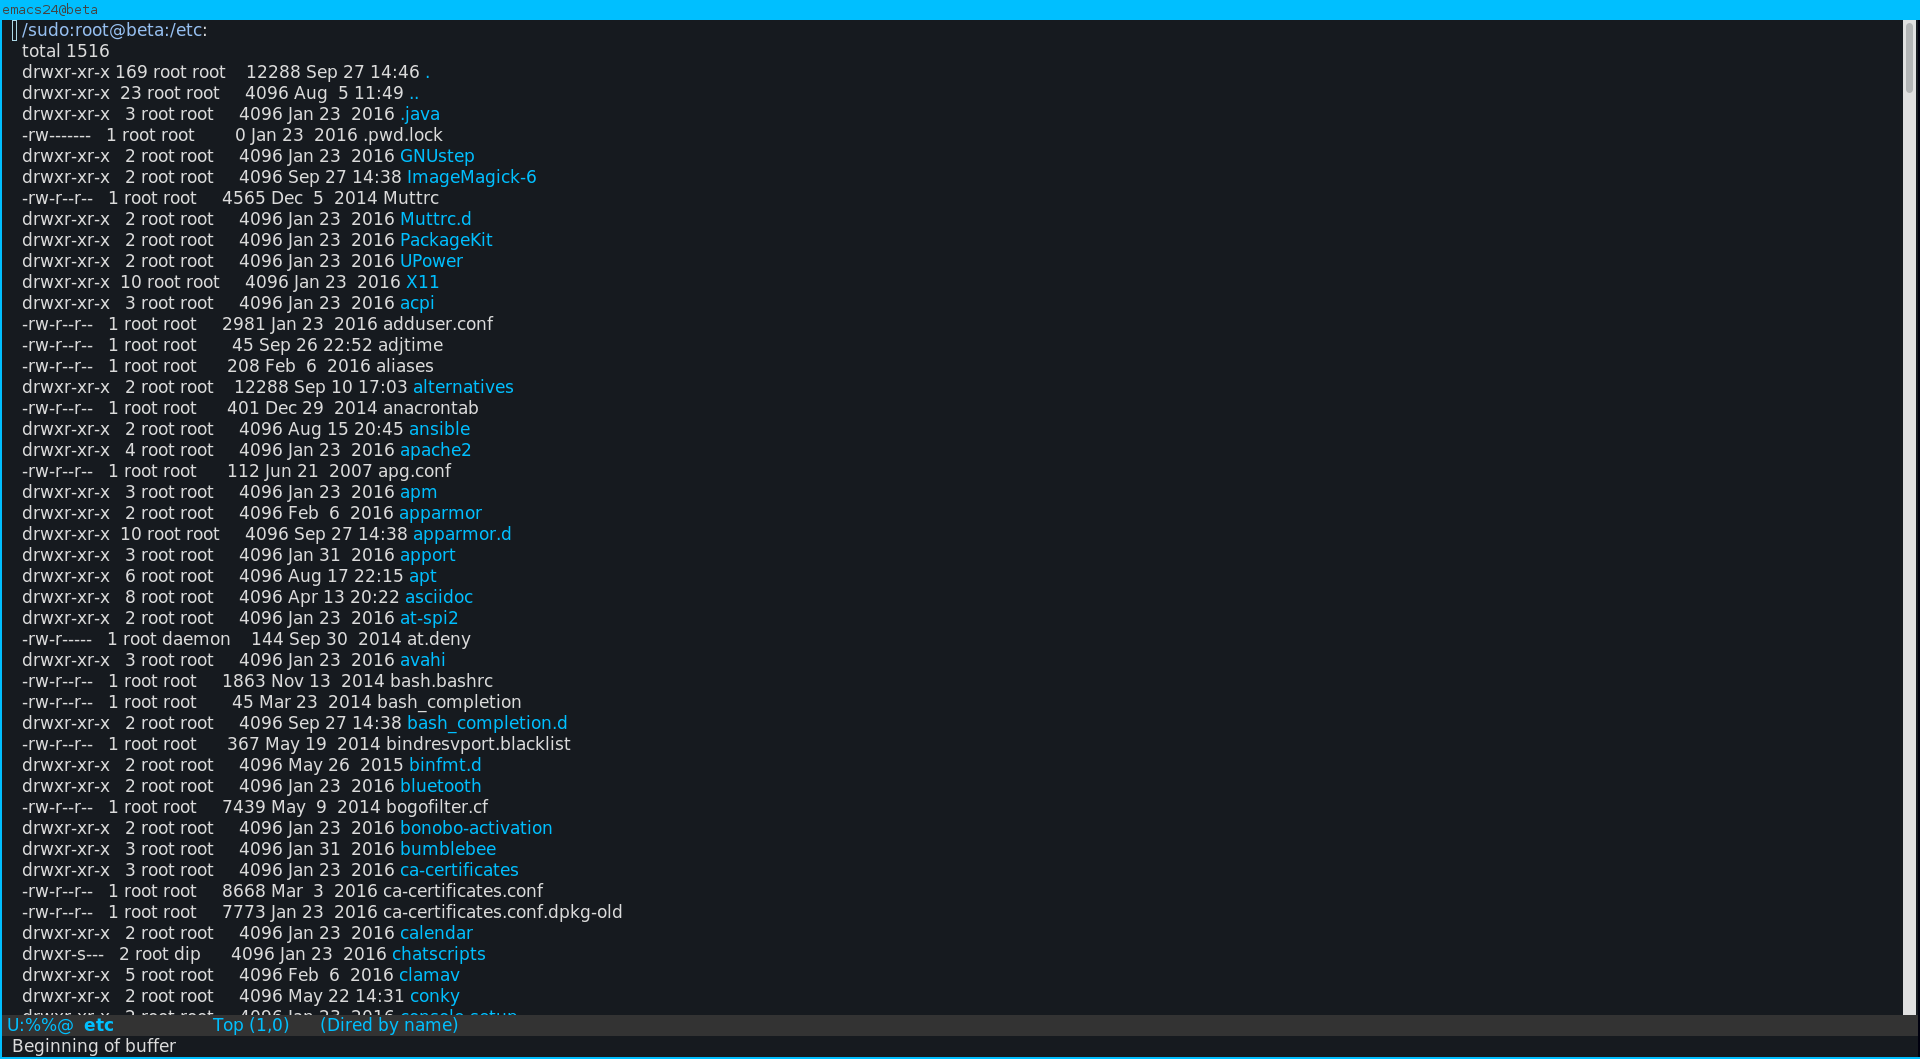 emacs24@beta
/sudo:root@beta:/etc:
total 1516
drwxr-xr-x 169 root root    12288 Sep 27 14:46 .
drwxr-xr-x  23 root root     4096 Aug  5 11:49 ..
drwxr-xr-x   3 root root     4096 Jan 23  2016 .java
-rw-------   1 root root        0 Jan 23  2016 .pwd.lock
drwxr-xr-x   2 root root     4096 Jan 23  2016 GNUstep
drwxr-xr-x   2 root root     4096 Sep 27 14:38 ImageMagick-6
-rw-r--r--   1 root root     4565 Dec  5  2014 Muttrc
drwxr-xr-x   2 root root     4096 Jan 23  2016 Muttrc.d
drwxr-xr-x   2 root root     4096 Jan 23  2016 PackageKit
drwxr-xr-x   2 root root     4096 Jan 23  2016 UPower
drwxr-xr-x  10 root root     4096 Jan 23  2016 X11
drwxr-xr-x   3 root root     4096 Jan 23  2016 acpi
-rw-r--r--   1 root root     2981 Jan 23  2016 adduser.conf
-rw-r--r--   1 root root       45 Sep 26 22:52 adjtime
-rw-r--r--   1 root root      208 Feb  6  2016 aliases
drwxr-xr-x   2 root root    12288 Sep 10 17:03 alternatives
-rw-r--r--   1 root root      401 Dec 29  2014 anacrontab
drwxr-xr-x   2 root root     4096 Aug 15 20:45 ansible
drwxr-xr-x   4 root root     4096 Jan 23  2016 apache2
-rw-r--r--   1 root root      112 Jun 21  2007 apg.conf
drwxr-xr-x   3 root root     4096 Jan 23  2016 apm
drwxr-xr-x   2 root root     4096 Feb  6  2016 apparmor
drwxr-xr-x  10 root root     4096 Sep 27 14:38 apparmor.d
drwxr-xr-x   3 root root     4096 Jan 31  2016 apport
drwxr-xr-x   6 root root     4096 Aug 17 22:15 apt
drwxr-xr-x   8 root root     4096 Apr 13 20:22 asciidoc
drwxr-xr-x   2 root root     4096 Jan 23  2016 at-spi2
-rw-r-----   1 root daemon    144 Sep 30  2014 at.deny
drwxr-xr-x   3 root root     4096 Jan 23  2016 avahi
-rw-r--r--   1 root root     1863 Nov 13  2014 bash.bashrc
-rw-r--r--   1 root root       45 Mar 23  2014 bash_completion
drwxr-xr-x   2 root root     4096 Sep 27 14:38 bash_completion.d
-rw-r--r--   1 root root      367 May 19  2014 bindresvport.blacklist
drwxr-xr-x   2 root root     4096 May 26  2015 binfmt.d
drwxr-xr-x   2 root root     4096 Jan 23  2016 bluetooth
-rw-r--r--   1 root root     7439 May  9  2014 bogofilter.cf
drwxr-xr-x   2 root root     4096 Jan 23  2016 bonobo-activation
drwxr-xr-x   3 root root     4096 Jan 31  2016 bumblebee
drwxr-xr-x   3 root root     4096 Jan 23  2016 ca-certificates
-rw-r--r--   1 root root     8668 Mar  3  2016 ca-certificates.conf
-rw-r--r--   1 root root     7773 Jan 23  2016 ca-certificates.conf.dpkg-old
drwxr-xr-x   2 root root     4096 Jan 23  2016 calendar
drwxr-s---   2 root dip      4096 Jan 23  2016 chatscripts
drwxr-xr-x   5 root root     4096 Feb  6  2016 clamav
drwxr-xr-x   2 root root     4096 May 22 14:31 conky
drwxr-xr-x   2 root root     4096 Jan 23  2016 console-setup
U:%%@  etc            Top (1,0)      (Dired by name)
Beginning of buffer